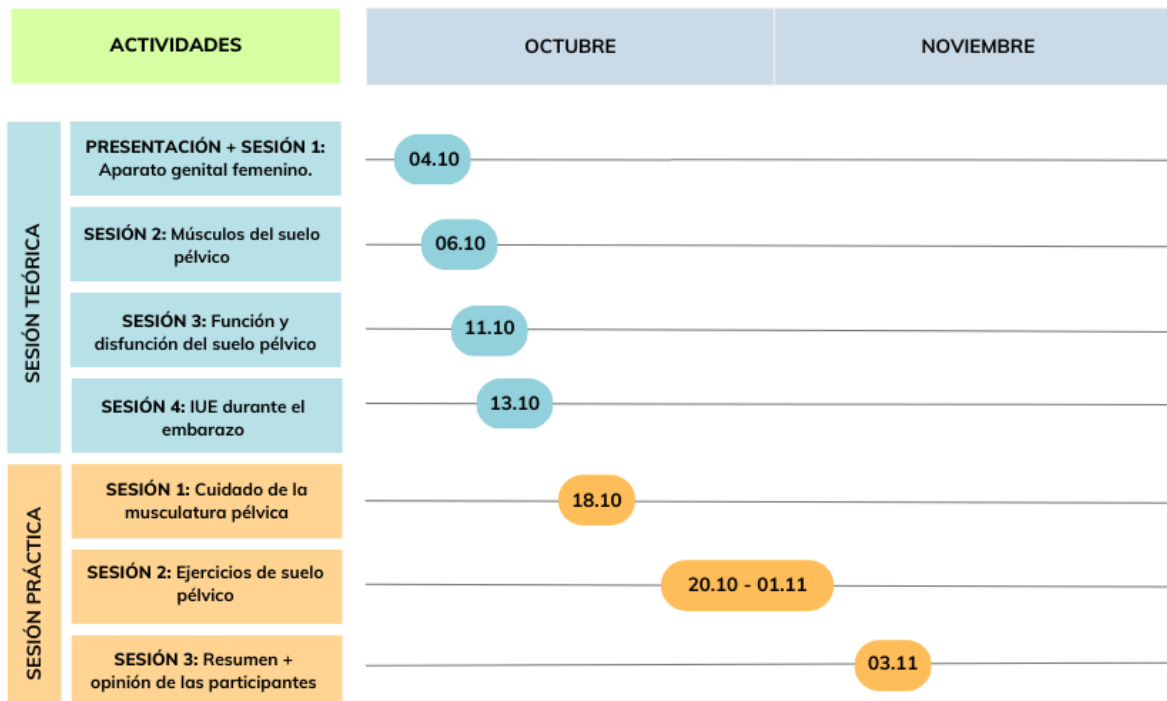 ACTIVIDADES
OCTUBRE
NOVIEMBRE
SESIÓN TEÓRICA
PRESENTACIÓN + SESIÓN 1:
Aparato genital femenino.
04.10
SESIÓN 2: Músculos del suelo
pélvico
06.10
SESIÓN 3: Función y
disfunción del suelo pélvico
11.10
SESIÓN 4: IUE durante el
embarazo
13.10
SESIÓN PRÁCTICA
SESIÓN 1: Cuidado de la
musculatura pélvica
18.10
SESIÓN 2: Ejercicios de suelo
pélvico
20.10 - 01.11
SESIÓN 3: Resumen +
opinión de las participantes
03.11